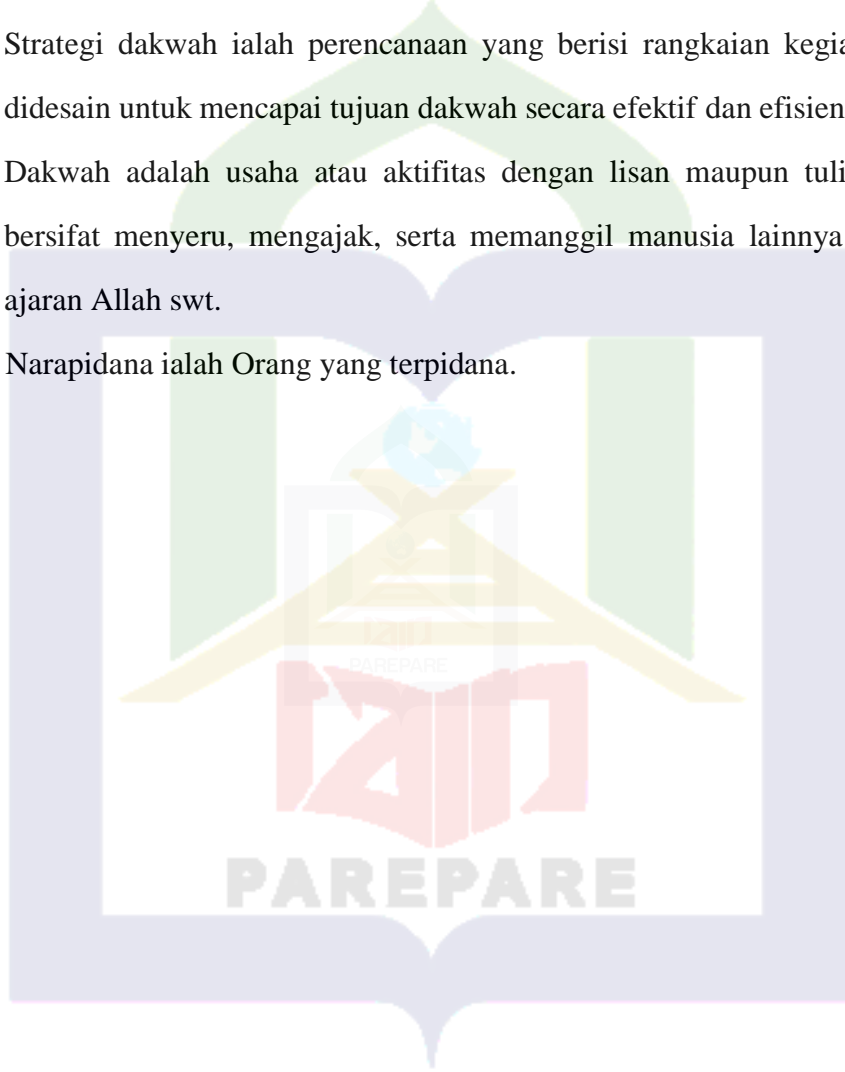 Strategi dakwah ialah perencanaan yang berisi rangkaian
didesain untuk mencapai tujuan dakwah secara efektif dan efisien
Dakwah adalah usaha atau aktifitas dengan lisan maupun
bersifat menyeru, mengajak, serta memanggil manusia lainnya
ajaran Allah swt.
Narapidana ialah Orang yang terpidana.
iain
PAREPARE
iain
PAREPARE